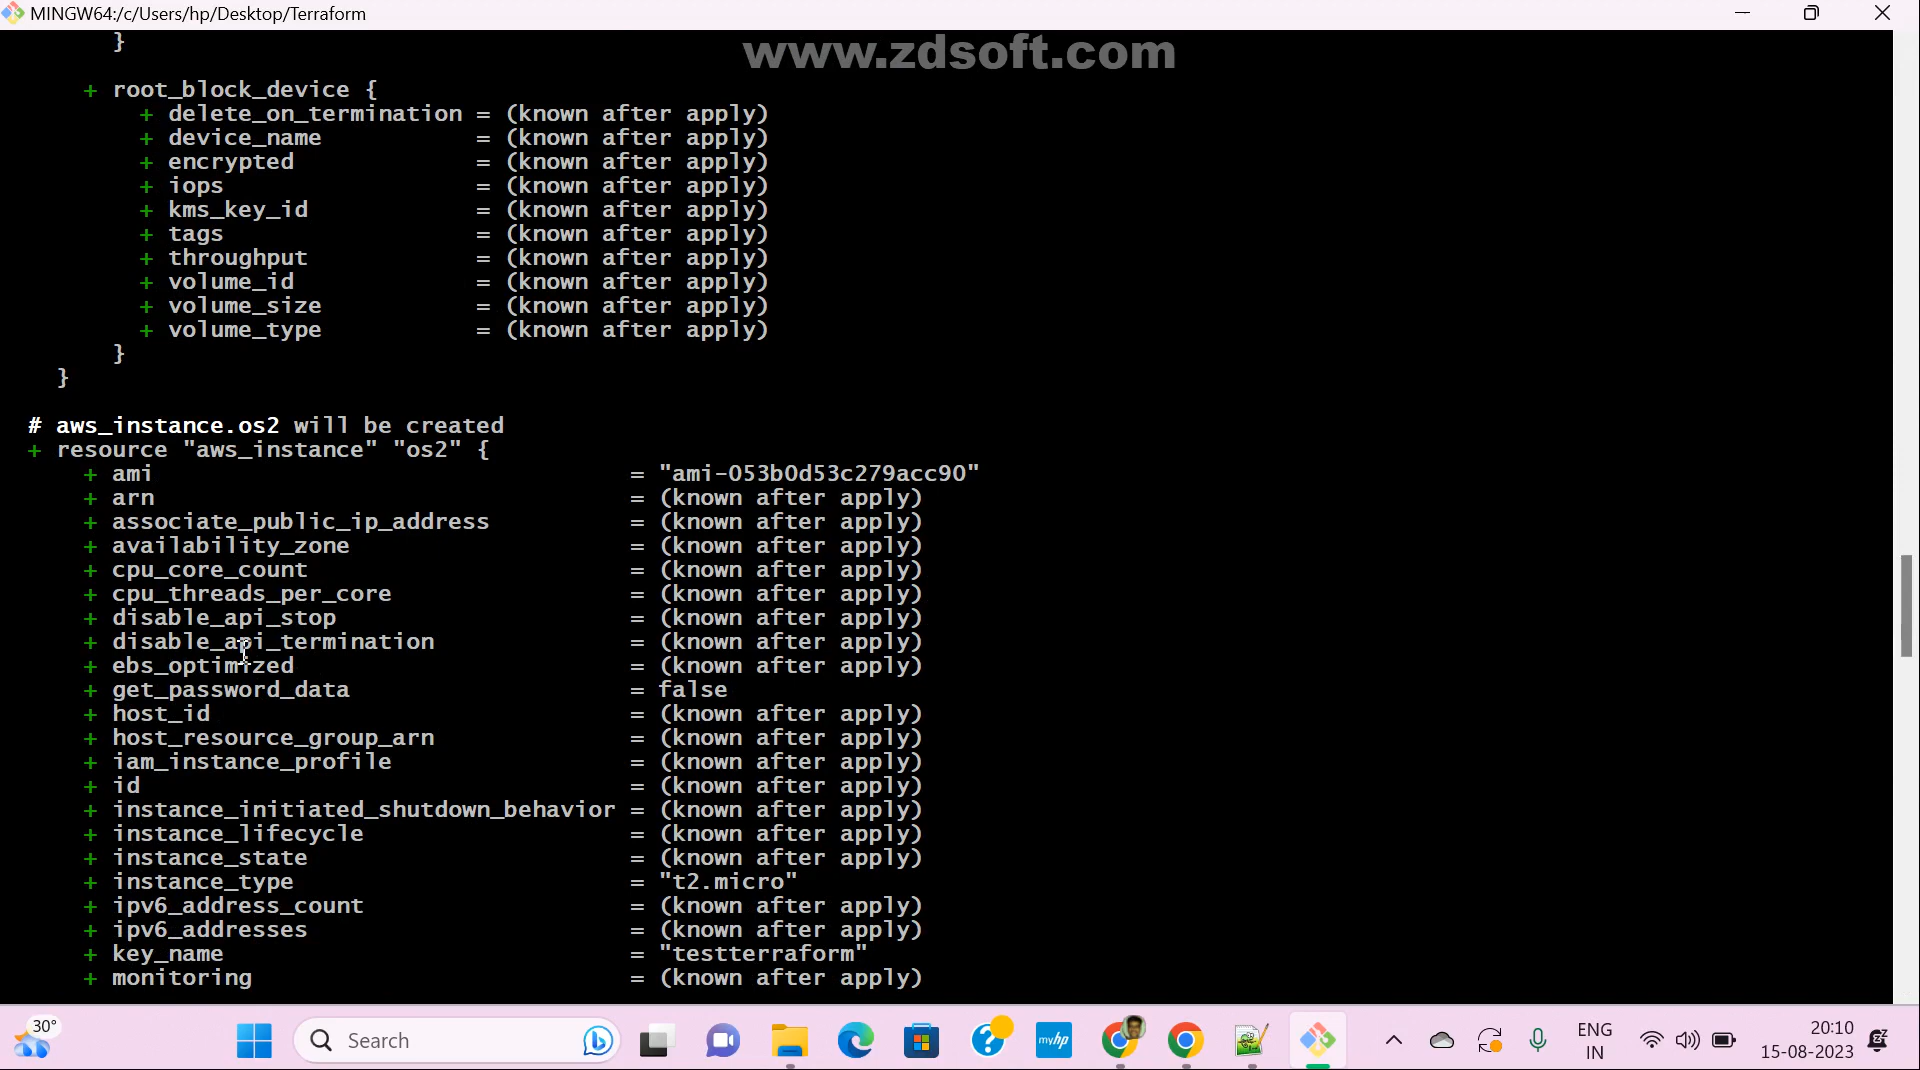 MINGW64:/c/Users/hp/Desktop/Terraform
www.zdsoft.com
}
+ root_block_device {
+ delete_on_termination = (known after apply)
+ device_name = (known after apply)
+ encrypted = (known after apply)
+ iops = (known after apply)
+ kms_key_id = (known after apply)
+ tags = (known after apply)
+ throughput = (known after apply)
+ volume_id = (known after apply)
+ volume_size = (known after apply)
+ volume_type = (known after apply)
}
}
# aws_instance.os2 will be created
+ resource "aws_instance" "os2" {
+ ami = "ami-053b0d53c279acc90"
+ arn = (known after apply)
+ associate_public_ip_address = (known after apply)
+ availability_zone = (known after apply)
+ cpu_core_count = (known after apply)
+ cpu_threads_per_core = (known after apply)
+ disable_api_stop = (known after apply)
+ disable_api_termination = (known after apply)
+ ebs_optimized = (known after apply)
+ get_password_data = false
+ host_id = (known after apply)
+ host_resource_group_arn = (known after apply)
+ iam_instance_profile = (known after apply)
+ id = (known after apply)
+ instance_initiated_shutdown_behavior = (known after apply)
+ instance_lifecycle = (known after apply)
+ instance_state = (known after apply)
+ instance_type = "t2.micro"
+ ipv6_address_count = (known after apply)
+ ipv6_addresses = (known after apply)
+ key_name = "testterraform"
+ monitoring = (known after apply)
30°
Search
myhp
ENG
IN
20:10
15-08-2023